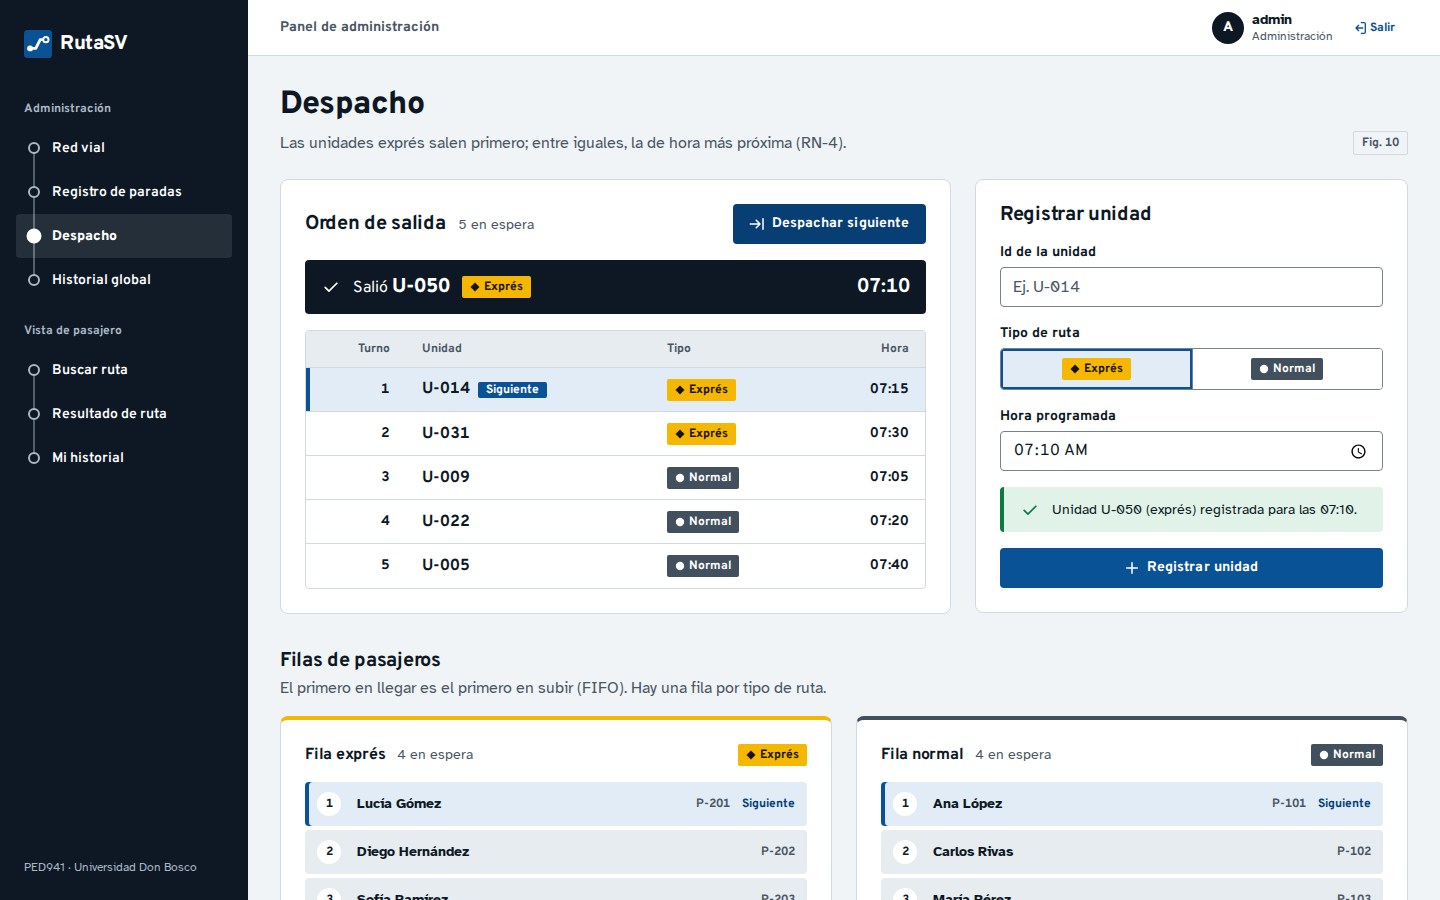 RutaSV
Administración
Red vial
Registro de paradas
Despacho
Historial global
Vista de pasajero
Buscar ruta
Resultado de ruta
Mi historial
PED941 · Universidad Don Bosco
Panel de administración
A
admin
Administración
Salir
Despacho
Las unidades exprés salen primero; entre iguales, la de hora más próxima (RN-4).
Fig. 10
Orden de salida 5 en espera
Despachar siguiente
Salió U-050 Exprés 07:10
Turno Unidad Tipo Hora
1 U-014 Siguiente Exprés 07:15
2 U-031 Exprés 07:30
3 U-009 Normal 07:05
4 U-022 Normal 07:20
5 U-005 Normal 07:40
Registrar unidad
Id de la unidad
Ej. U-014
Tipo de ruta
Exprés Normal
Hora programada
07:10 AM
Unidad U-050 (exprés) registrada para las 07:10.
Registrar unidad
Filas de pasajeros
El primero en llegar es el primero en subir (FIFO). Hay una fila por tipo de ruta.
Fila exprés 4 en espera Exprés
1 Lucía Gómez P-201 Siguiente
2 Diego Hernández P-202
3 Sofía Ramírez P-203
Fila normal 4 en espera Normal
1 Ana López P-101 Siguiente
2 Carlos Rivas P-102
3 María Pérez P-103